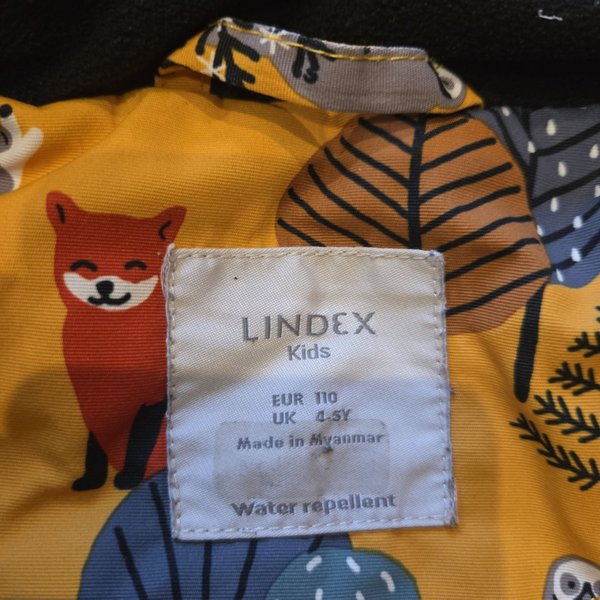 LINDEX
Kids
EUR 110
UK 4-5Y
Made in Myanmar
Water repellent